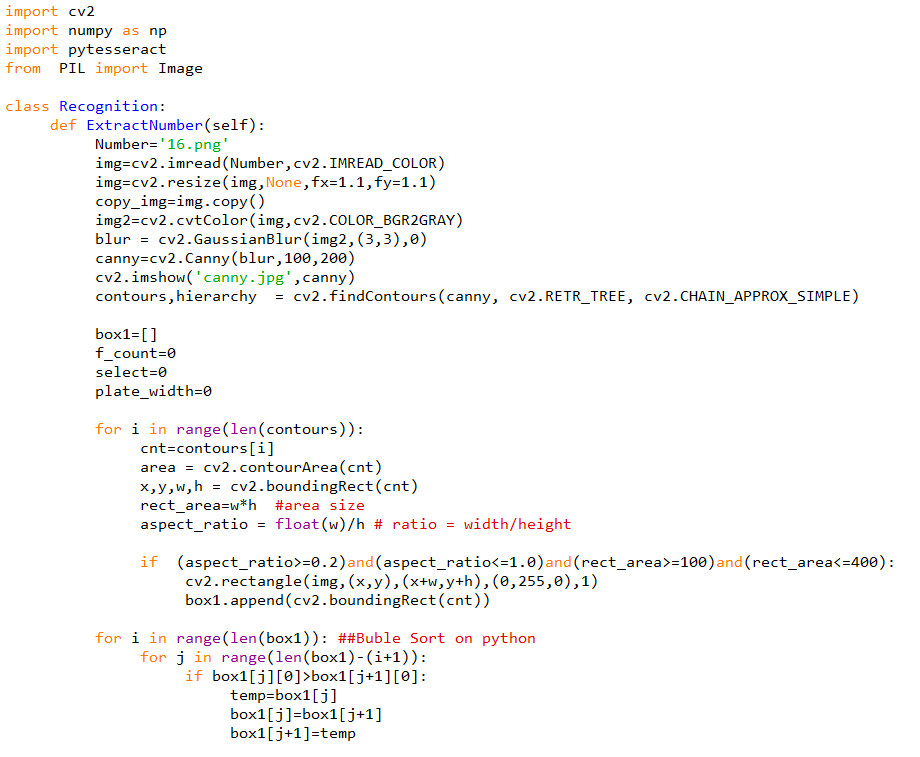 import cv2
import numpy as np
import pytesseract
from  PIL import Image

class Recognition:
     def ExtractNumber(self):
          Number='16.png'
          img=cv2.imread(Number,cv2.IMREAD_COLOR)
          img=cv2.resize(img,None,fx=1.1,fy=1.1)
          copy_img=img.copy()
          img2=cv2.cvtColor(img,cv2.COLOR_BGR2GRAY)
          blur = cv2.GaussianBlur(img2,(3,3),0)
          canny=cv2.Canny(blur,100,200)
          cv2.imshow('canny.jpg',canny)
          contours,hierarchy  = cv2.findContours(canny, cv2.RETR_TREE, cv2.CHAIN_APPROX_SIMPLE)

          box1=[]
          f_count=0
          select=0
          plate_width=0

          for i in range(len(contours)):
               cnt=contours[i]
               area = cv2.contourArea(cnt)
               x,y,w,h = cv2.boundingRect(cnt)
               rect_area=w*h  #area size
               aspect_ratio = float(w)/h # ratio = width/height

               if  (aspect_ratio>=0.2)and(aspect_ratio<=1.0)and(rect_area>=100)and(rect_area<=400):
                    cv2.rectangle(img,(x,y),(x+w,y+h),(0,255,0),1)
                    box1.append(cv2.boundingRect(cnt))

          for i in range(len(box1)): ##Buble Sort on python
               for j in range(len(box1)-(i+1)):
                    if box1[j][0]>box1[j+1][0]:
                         temp=box1[j]
                         box1[j]=box1[j+1]
                         box1[j+1]=temp